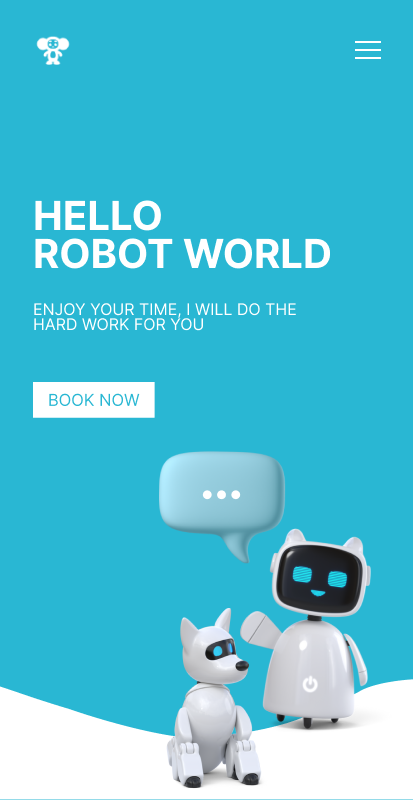 HELLO
ROBOT WORLD
ENJOY YOUR TIME, I WILL DO THE
HARD WORK FOR YOU
BOOK NOW